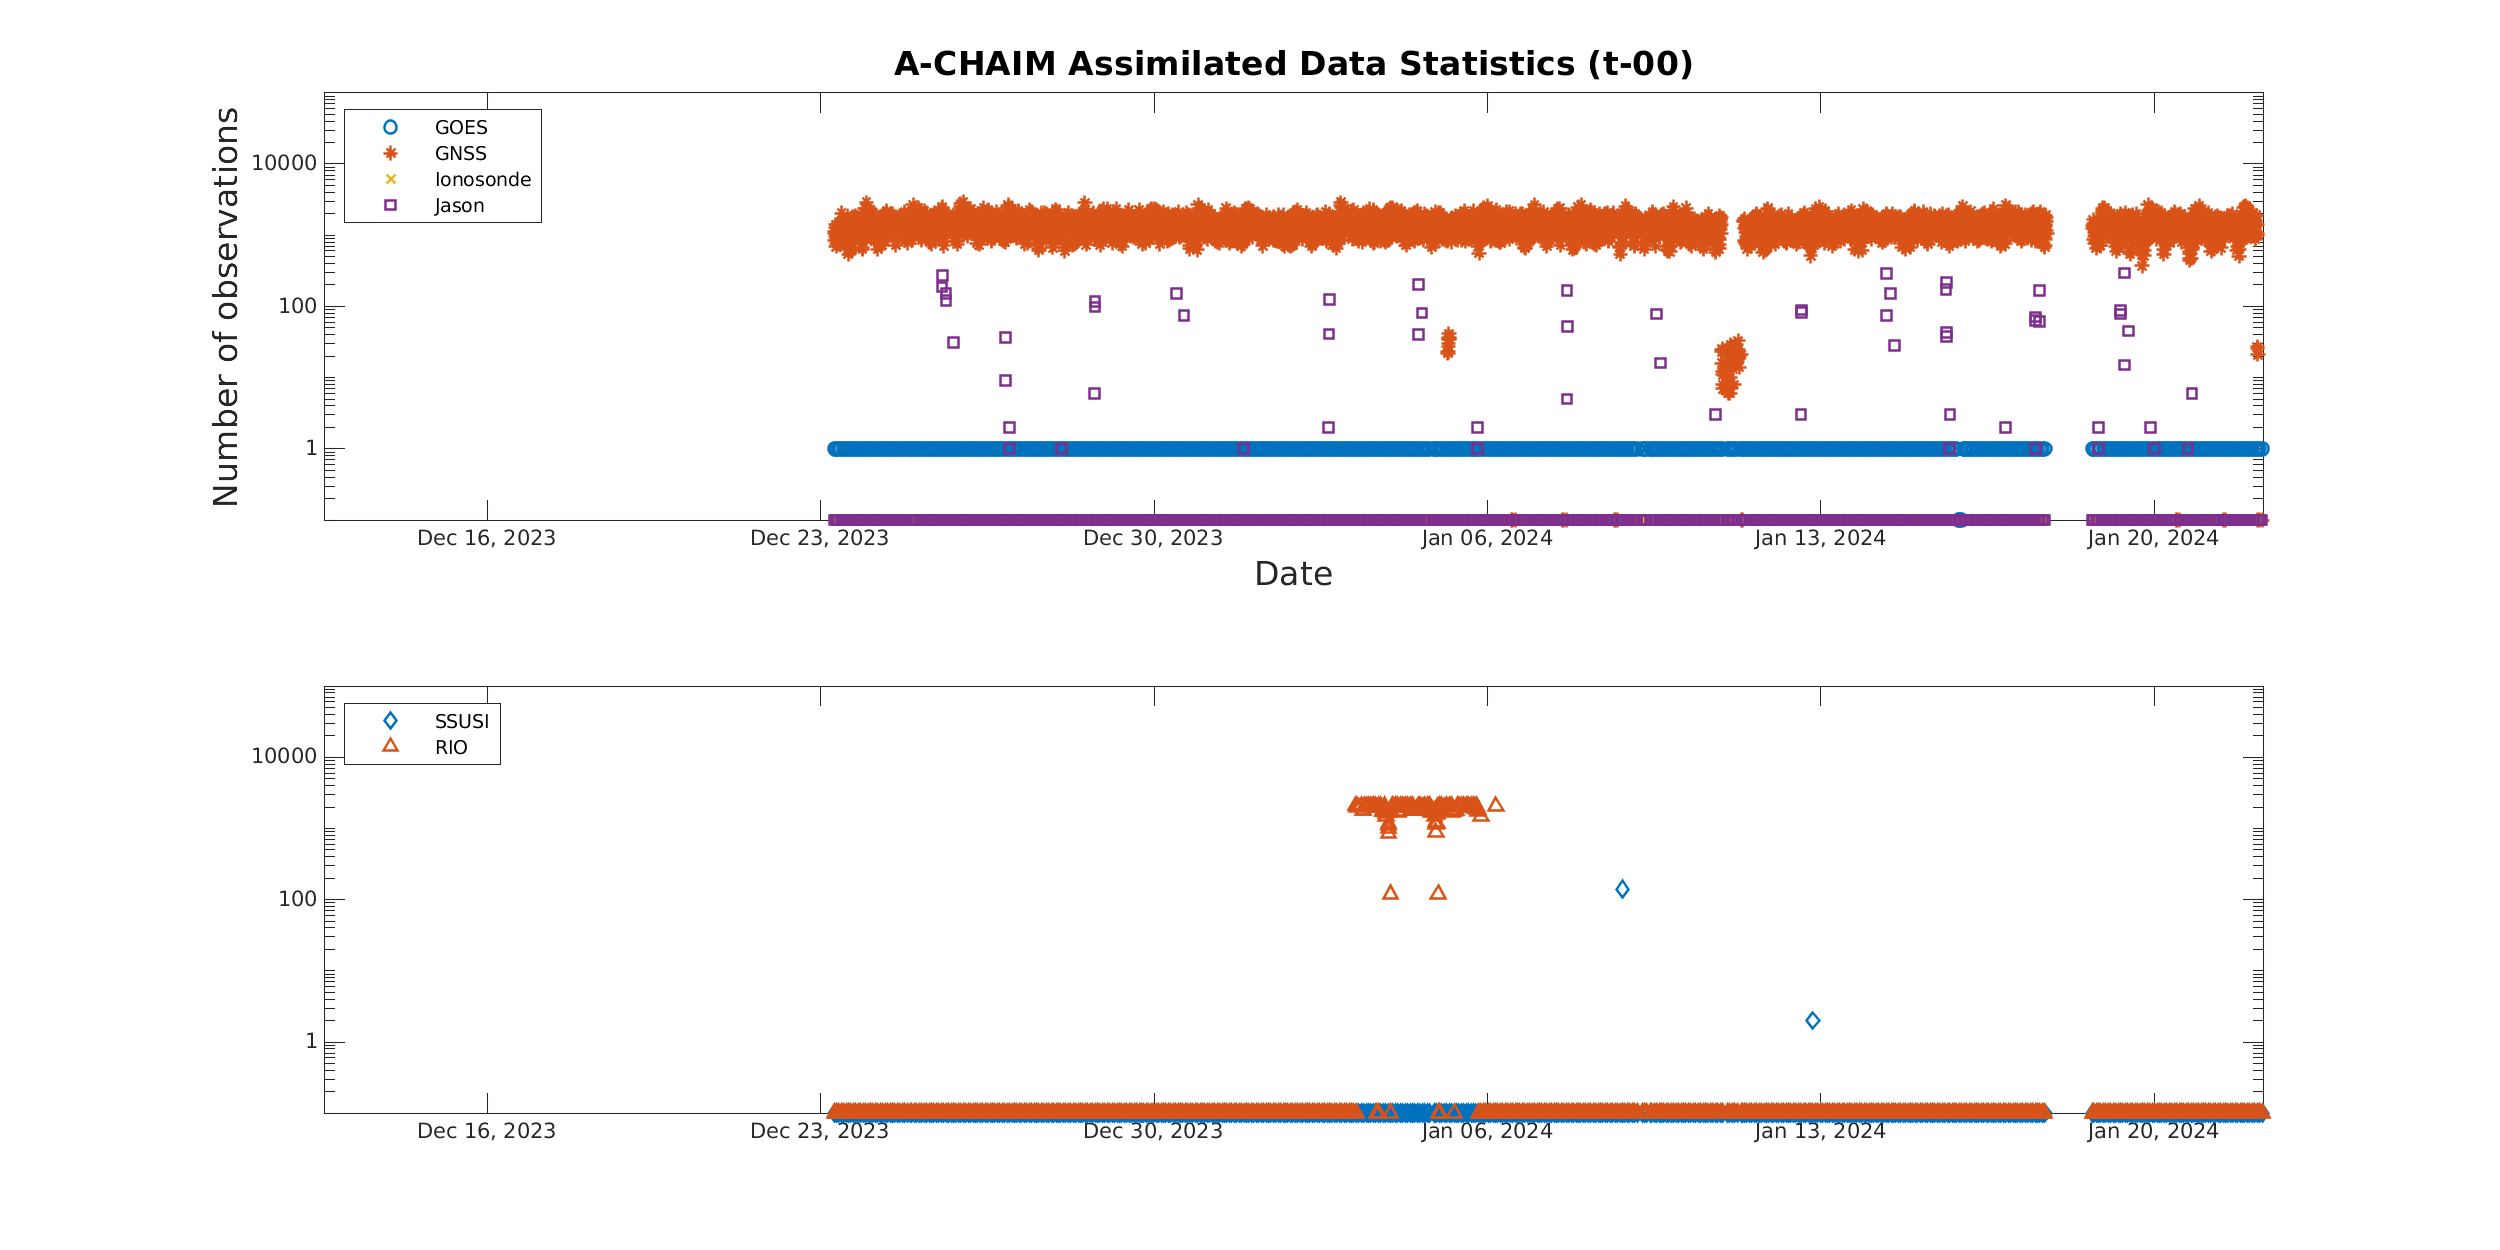 A-CHAIM Assimilated Data Statistics (t-00)
Number of observations
GOES
GNSS
Ionosonde
Jason
10000
100
1
Dec 16, 2023 Dec 23, 2023 Dec 30, 2023 Jan 06, 2024 Jan 13, 2024 Jan 20, 2024
Date
SSUSI
RIO
10000
100
1
Dec 16, 2023 Dec 23, 2023 Dec 30, 2023 Jan 06, 2024 Jan 13, 2024 Jan 20, 2024